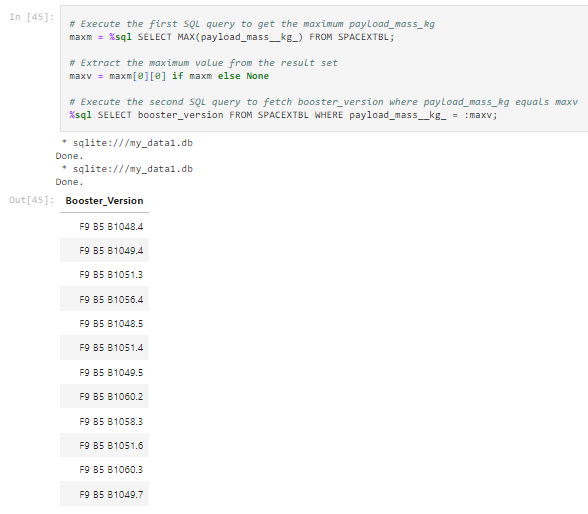 In [45]:
# Execute the first SQL query to get the maximum payload_mass_kg
maxm = %sql SELECT MAX(payload_mass__kg_) FROM SPACEXTBL;
# Extract the maximum value from the result set
maxv = maxm[0][0] if maxm else None
# Execute the second SQL query to fetch booster_version where payload_mass_kg equals maxv
%sql SELECT booster_version FROM SPACEXTBL WHERE payload_mass__kg_ = :maxv;
* sqlite:///my_data1.db
Done.
* sqlite:///my_data1.db
Done.
Out[45]:
Booster_Version
F9 B5 B1048.4
F9 B5 B1049.4
F9 B5 B1051.3
F9 B5 B1056.4
F9 B5 B1048.5
F9 B5 B1051.4
F9 B5 B1049.5
F9 B5 B1060.2
F9 B5 B1058.3
F9 B5 B1051.6
F9 B5 B1060.3
F9 B5 B1049.7